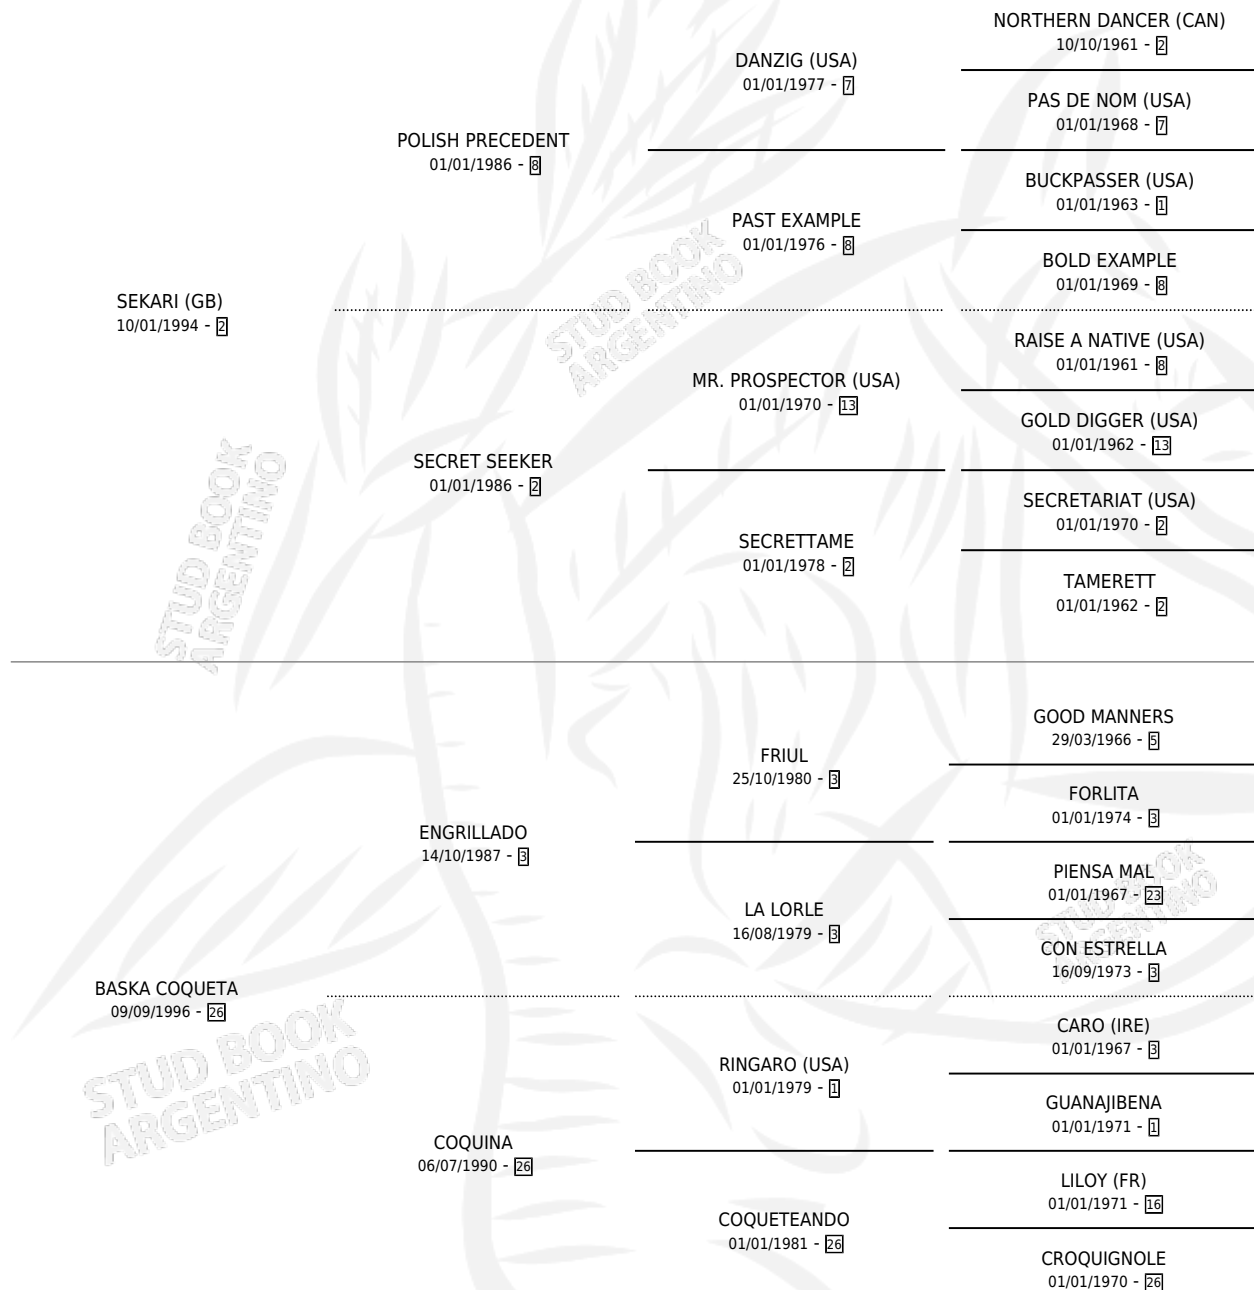 NORTHERN DANCER (CAN)
10/10/1961 - 2
DANZIG (USA)
01/01/1977 - 7
PAS DE NOM (USA)
01/01/1968 - 7
POLISH PRECEDENT
01/01/1986 - 8
BUCKPASSER (USA)
01/01/1963 - 1
PAST EXAMPLE
01/01/1976 - 8
BOLD EXAMPLE
01/01/1969 - 8
SEKARI (GB)
10/01/1994 - 2
STUD BOOK
ARGENTINO
RAISE A NATIVE (USA)
01/01/1961 - 8
MR. PROSPECTOR (USA)
01/01/1970 - 13
GOLD DIGGER (USA)
01/01/1962 - 13
SECRET SEEKER
01/01/1986 - 2
SECRETARIAT (USA)
01/01/1970 - 2
SECRETTAME
01/01/1978 - 2
TAMERETT
01/01/1962 - 2
STUD BOOK
ARGENTINO
GOOD MANNERS
29/03/1966 - 5
FRIUL
25/10/1980 - 3
FORLITA
01/01/1974 - 3
ENGRILLADO
14/10/1987 - 3
PIENSA MAL
01/01/1967 - 23
LA LORLE
16/08/1979 - 3
CON ESTRELLA
16/09/1973 - 3
STUD BOOK
ARGENTINO
BASKA COQUETA
09/09/1996 - 26
CARO (IRE)
01/01/1967 - 3
RINGARO (USA)
01/01/1979 - 1
GUANAJIBENA
01/01/1971 - 1
STUD BOOK
ARGENTINO
COQUINA
06/07/1990 - 26
LILOY (FR)
01/01/1971 - 16
COQUETEANDO
01/01/1981 - 26
CROQUIGNOLE
01/01/1970 - 26